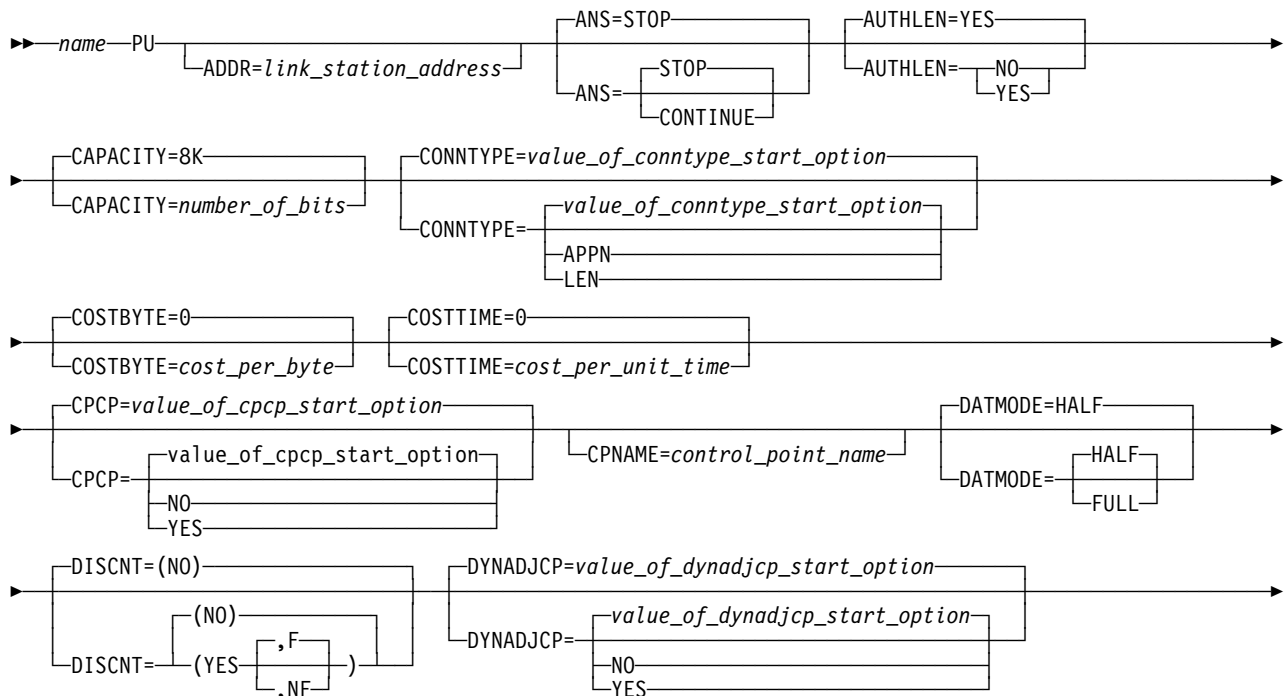 ANS=STOP AUTHLEN=YES
name PU
ADDR=link_station_address STOP AUTHLEN= NO
ANS= YES
CONTINUE
CAPACITY=8K CONNTYPE=value_of_conntype_start_option
CAPACITY=number_of_bits value_of_conntype_start_option
CONNTYPE=
APPN
LEN
COSTBYTE=0 COSTTIME=0
COSTBYTE=cost_per_byte COSTTIME=cost_per_unit_time
CPCP=value_of_cpcp_start_option DATMODE=HALF
value_of_cpcp_start_option CPNAME=control_point_name HALF
CPCP= DATMODE=
NO FULL
YES
DISCNT=(NO) DYNADJCP=value_of_dynadjcp_start_option
(NO) value_of_dynadjcp_start_option
,F DYNADJCP=
DISCNT= (YES ) NO
,NF YES